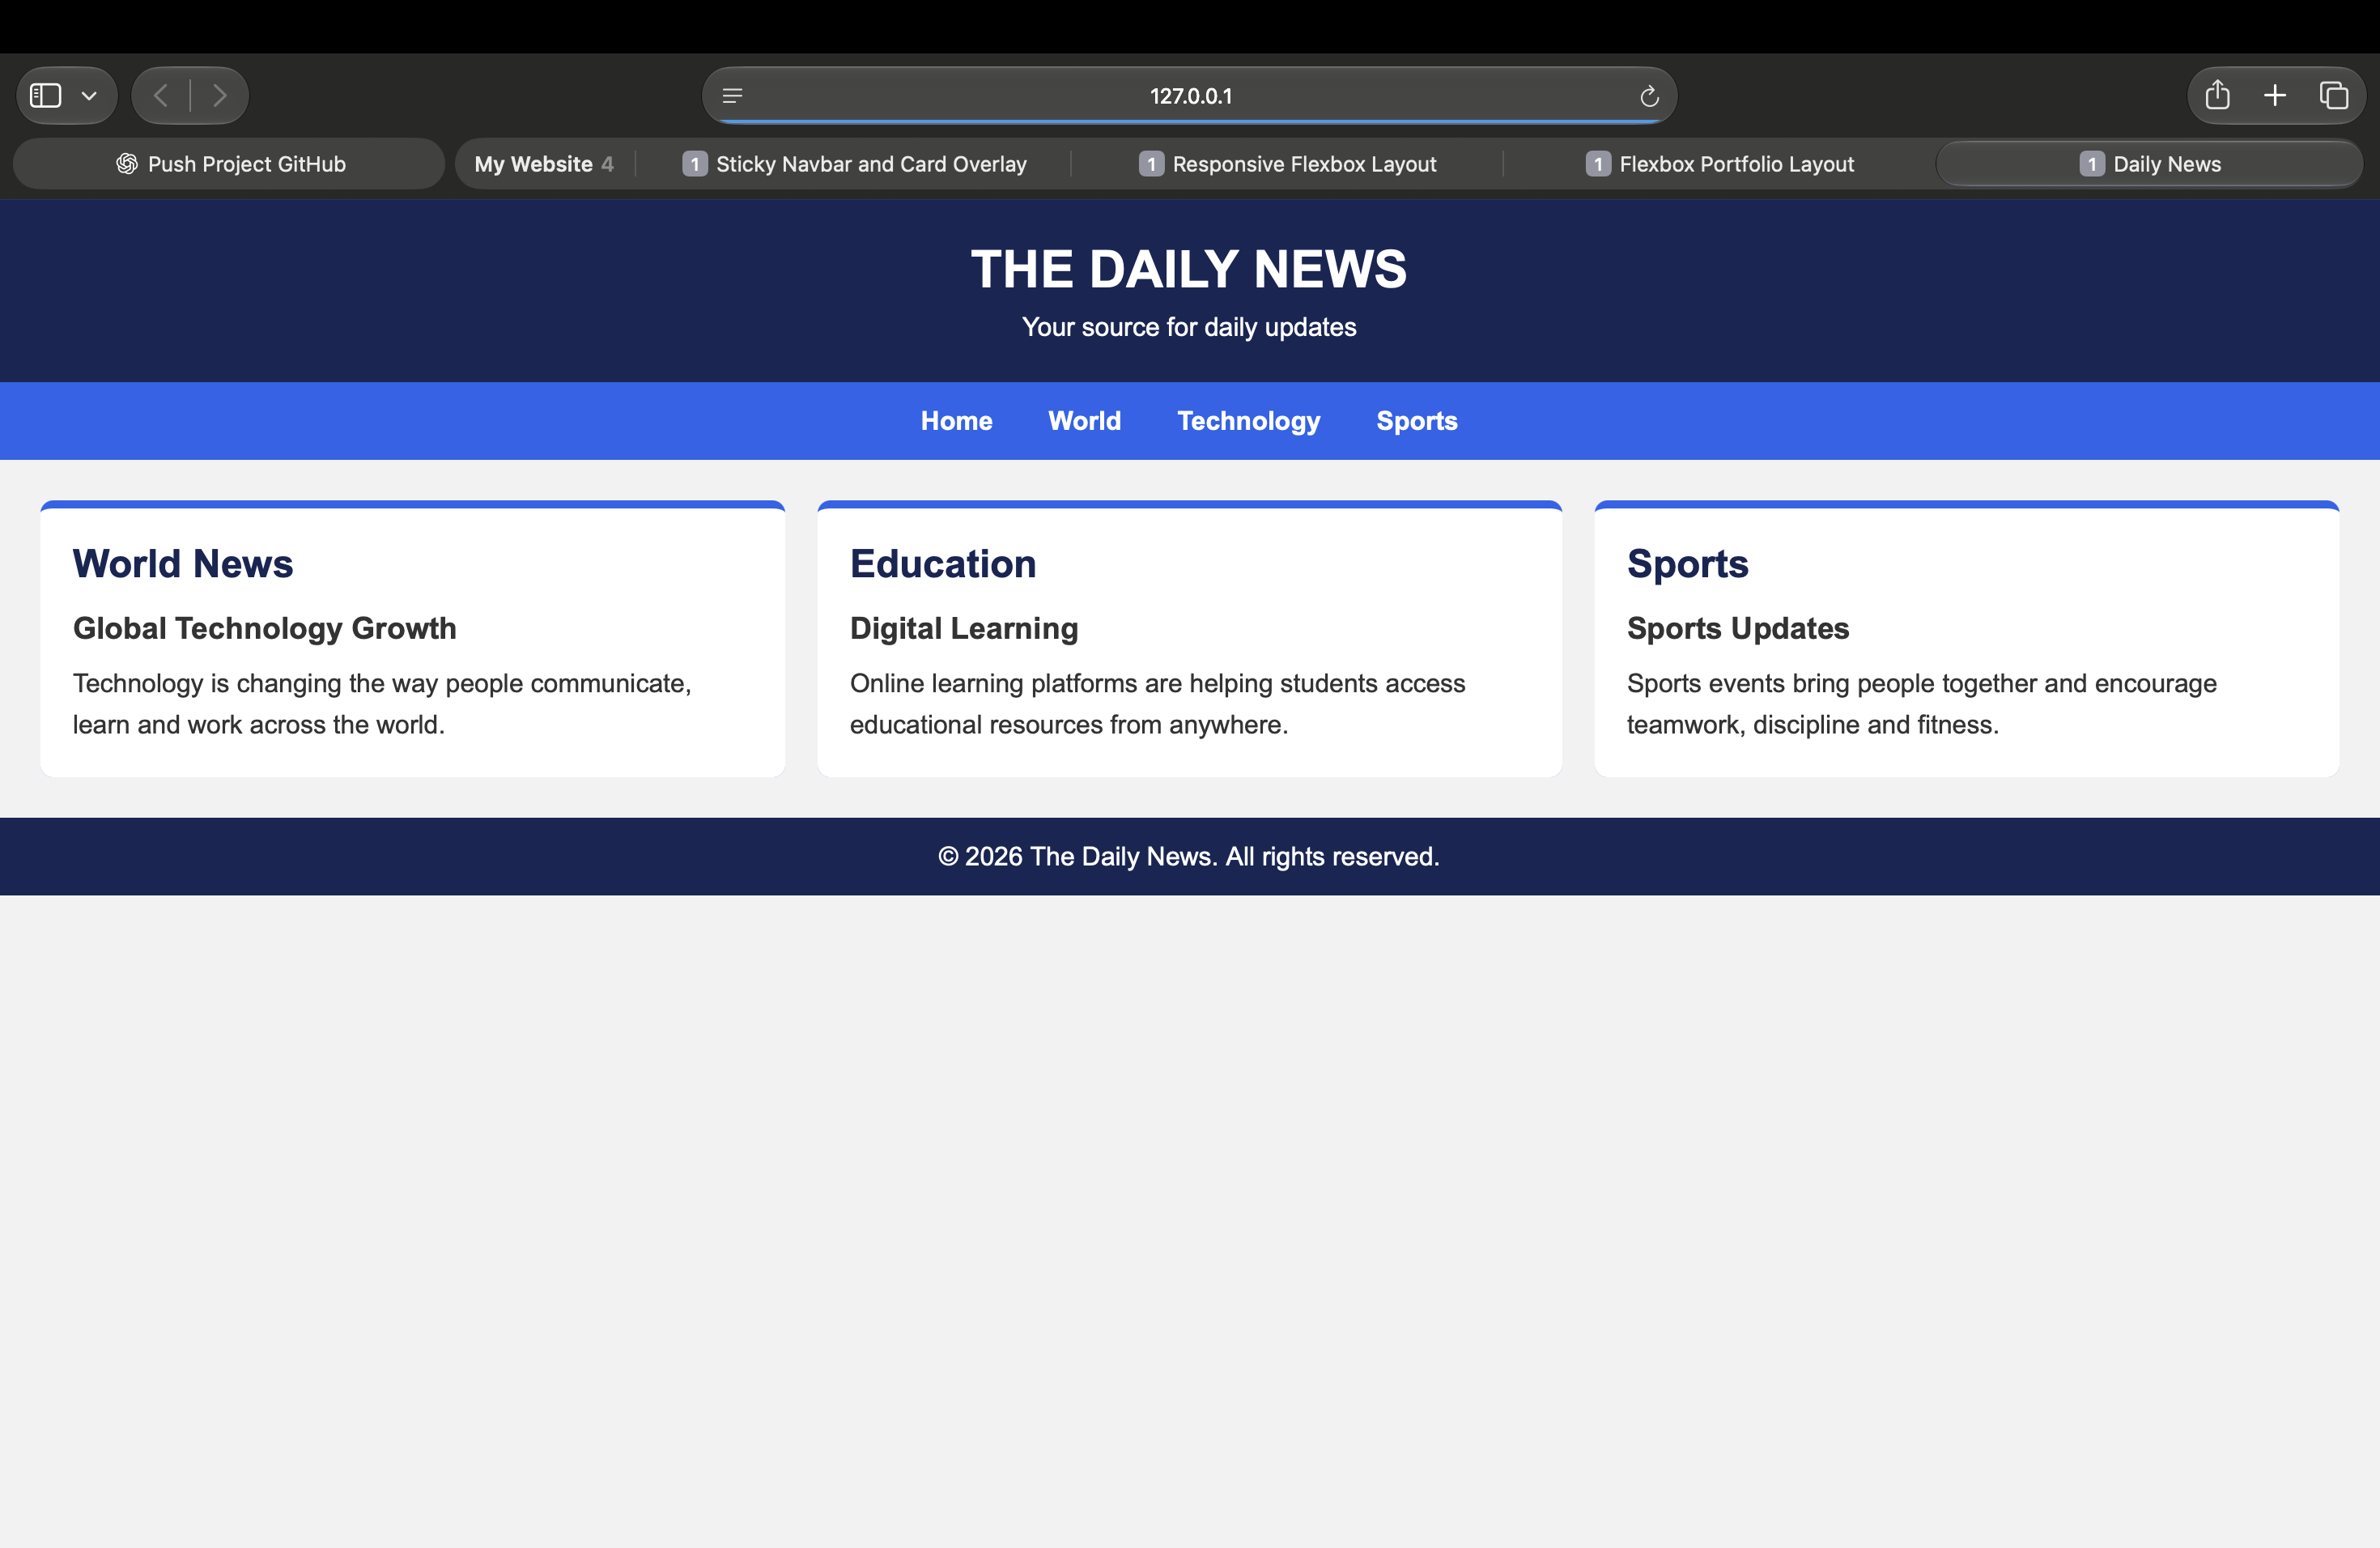 127.0.0.1
Push Project GitHub
My Website 4
1 Sticky Navbar and Card Overlay
1 Responsive Flexbox Layout
1 Flexbox Portfolio Layout
1 Daily News
THE DAILY NEWS
Your source for daily updates
Home World Technology Sports
World News
Global Technology Growth
Technology is changing the way people communicate,
learn and work across the world.
Education
Digital Learning
Online learning platforms are helping students access
educational resources from anywhere.
Sports
Sports Updates
Sports events bring people together and encourage
teamwork, discipline and fitness.
© 2026 The Daily News. All rights reserved.